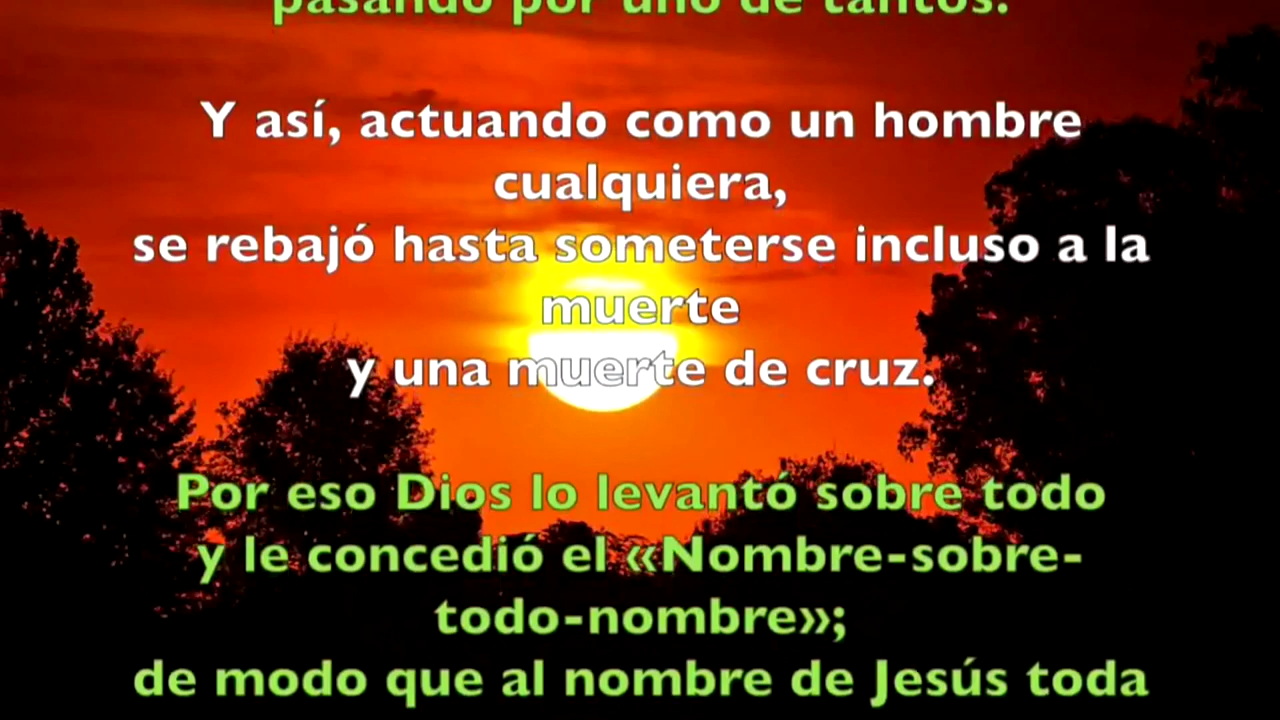 pasando por uno de tantos.
Y así, actuando como un hombre
cualquiera,
se rebajó hasta someterse incluso a la
muerte
y una muerte de cruz.
Por eso Dios lo levantó sobre todo
y le concedió el «Nombre-sobre-
todo-nombre»;
de modo que al nombre de Jesús toda